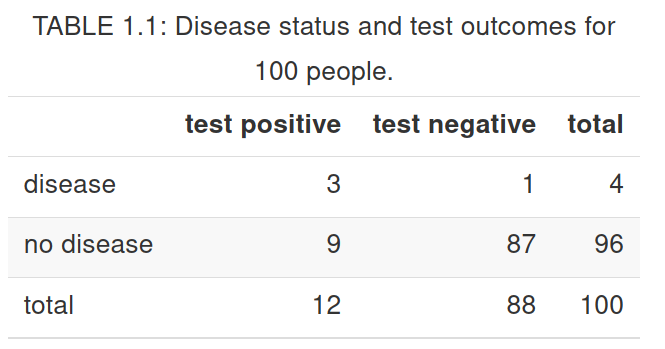 TABLE 1.1: Disease status and test outcomes for
100 people.
test positive test negative total
disease 3 1 4
no disease 9 87 96
total 12 88 100